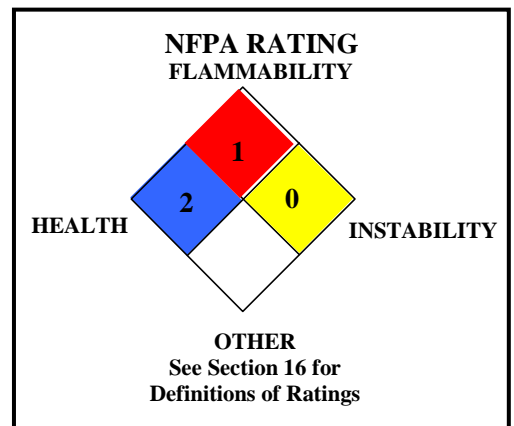 NFPA RATING
FLAMMABILITY
1
2
0
HEALTH
INSTABILITY
OTHER
See Section 16 for
Definitions of Ratings